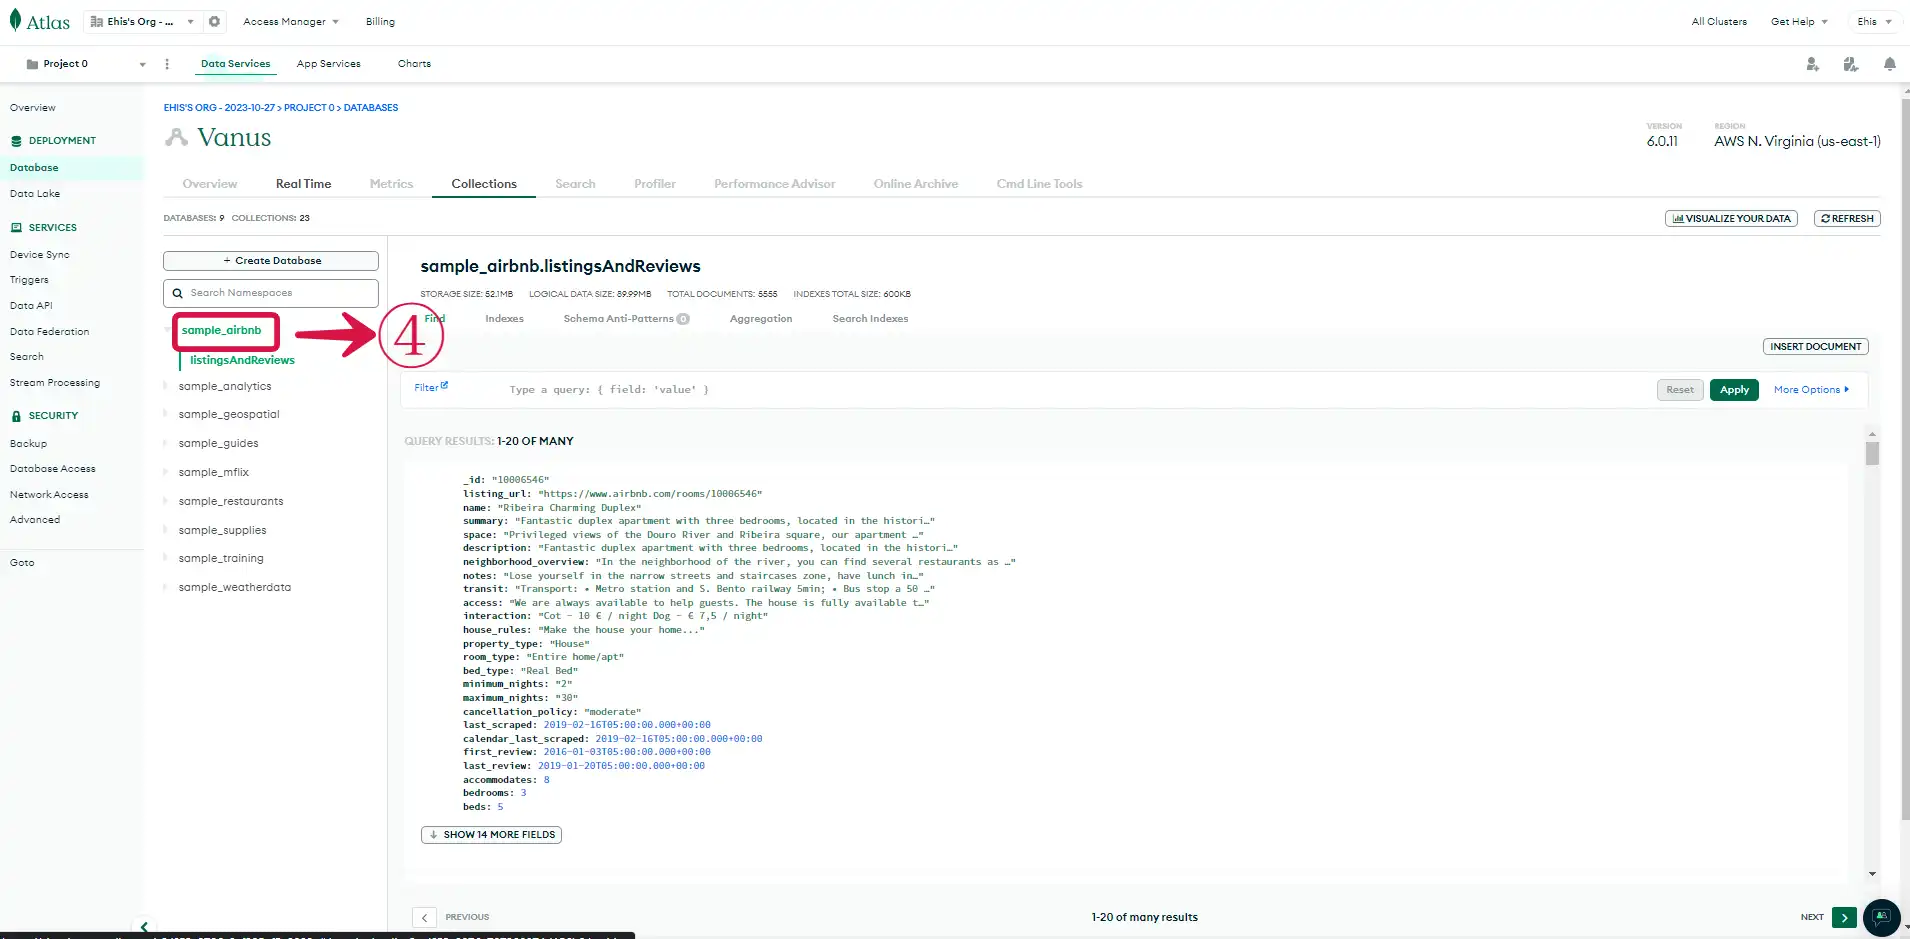 Atlas
Ehis's Org - ...
Access Manager
Billing
All Clusters
Get Help
Ehis
Project 0
Data Services
App Services
Charts
Overview
DEPLOYMENT
Database
Data Lake
SERVICES
Device Sync
Triggers
Data API
Data Federation
Search
Stream Processing
SECURITY
Backup
Database Access
Network Access
Advanced
Goto
EHIS'S ORG - 2023-10-27 > PROJECT 0 > DATABASES
Vanus
VERSION
6.0.11
REGION
AWS N. Virginia (us-east-1)
Overview
Real Time
Metrics
Collections
Search
Profiler
Performance Advisor
Online Archive
Cmd Line Tools
DATABASES: 9 COLLECTIONS: 23
VISUALIZE YOUR DATA
REFRESH
+ Create Database
Search Namespaces
sample_airbnb
listingsAndReviews
sample_analytics
sample_geospatial
sample_guides
sample_mflix
sample_restaurants
sample_supplies
sample_training
sample_weatherdata
4
sample_airbnb.listingsAndReviews
STORAGE SIZE: 52.1MB LOGICAL DATA SIZE: 89.99MB TOTAL DOCUMENTS: 5555 INDEXES TOTAL SIZE: 600KB
Find
Indexes
Schema Anti-Patterns 0
Aggregation
Search Indexes
INSERT DOCUMENT
Filter
Type a query: { field: 'value' }
Reset
Apply
More Options
QUERY RESULTS: 1-20 OF MANY
_id: "10006546"
listing_url: "https://www.airbnb.com/rooms/10006546"
name: "Ribeira Charming Duplex"
summary: "Fantastic duplex apartment with three bedrooms, located in the histori…"
space: "Privileged views of the Douro River and Ribeira square, our apartment …"
description: "Fantastic duplex apartment with three bedrooms, located in the histori…"
neighborhood_overview: "In the neighborhood of the river, you can find several restaurants as …"
notes: "Lose yourself in the narrow streets and staircases zone, have lunch in…"
transit: "Transport: • Metro station and S. Bento railway 5min; • Bus stop a 50 …"
access: "We are always available to help guests. The house is fully available t…"
interaction: "Cot - 10 € / night Dog - € 7,5 / night"
house_rules: "Make the house your home..."
property_type: "House"
room_type: "Entire home/apt"
bed_type: "Real Bed"
minimum_nights: "2"
maximum_nights: "30"
cancellation_policy: "moderate"
last_scraped: 2019-02-16T05:00:00.000+00:00
calendar_last_scraped: 2019-02-16T05:00:00.000+00:00
first_review: 2016-01-03T05:00:00.000+00:00
last_review: 2019-01-20T05:00:00.000+00:00
accommodates: 8
bedrooms: 3
beds: 5
SHOW 14 MORE FIELDS
PREVIOUS
1-20 of many results
NEXT